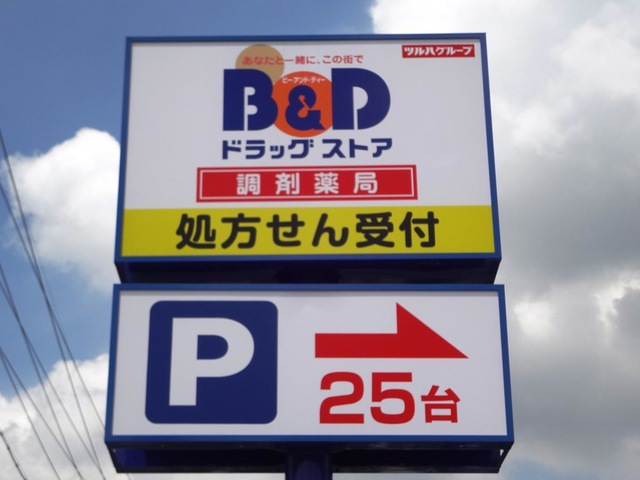 ツルハグループ
あなたと一緒に、この街で
ビー・アンド・ディー
B&D
ドラッグストア
調剤薬局
処方せん受付
P
25台